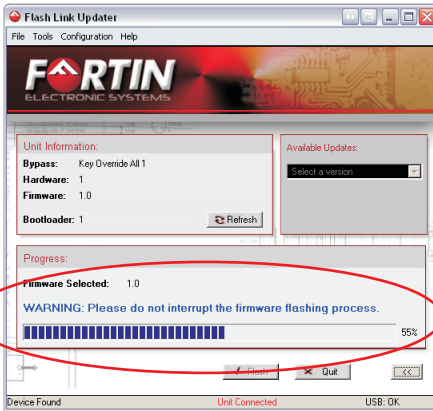 Flash Link Updater
File Tools Configuration Help
FORTIN
ELECTRONIC SYSTEMS
Unit Information:
Bypass: Key Override All 1
Hardware: 1
Firmware: 1.0
Bootloader: 1
Refresh
Available Updates:
Select a version
Progress:
Firmware Selected: 1.0
WARNING: Please do not interrupt the firmware flashing process.
55%
Flash
Quit
<<
Device Found
Unit Connected
USB: OK